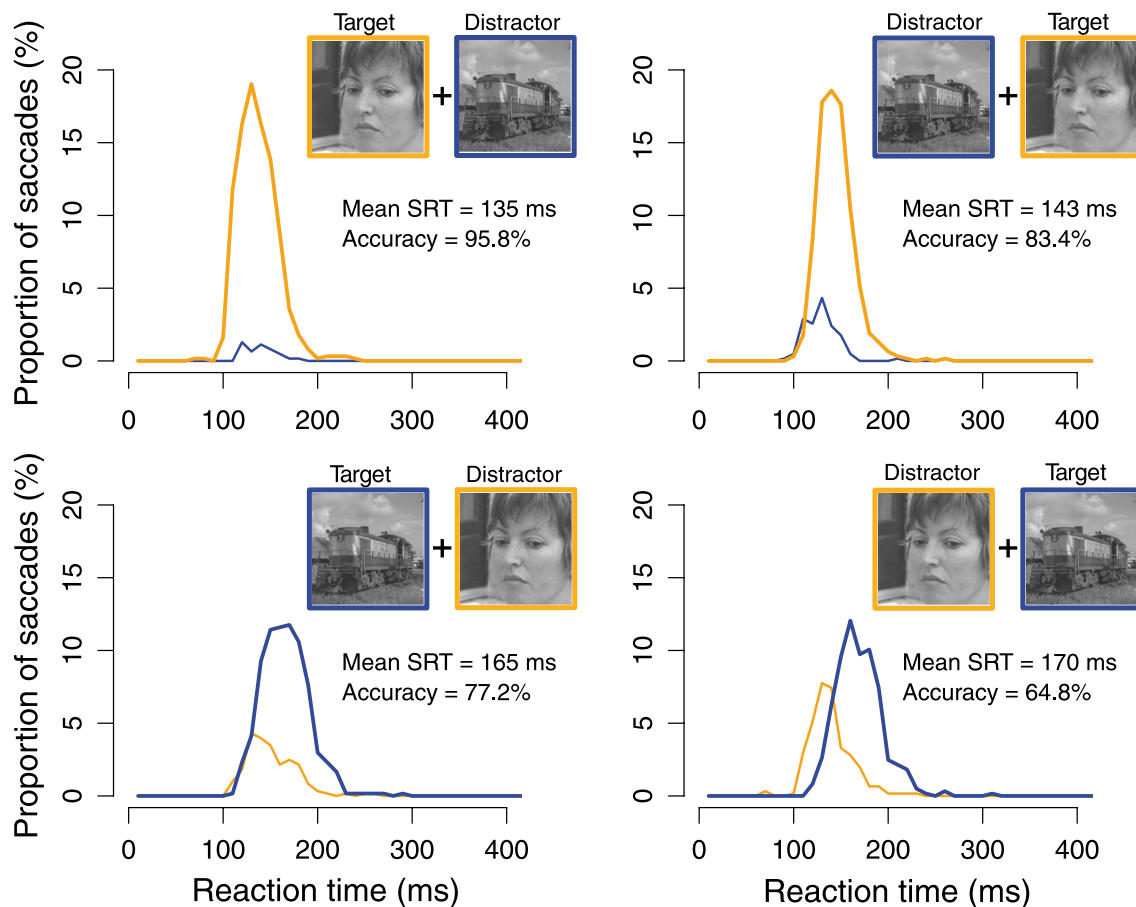 Target Distractor
+
Proportion of saccades (%)
20
15
10
5
0
Mean SRT = 135 ms
Accuracy = 95.8%
0 100 200 300 400
Distractor Target
+
20
15
10
5
0
Mean SRT = 143 ms
Accuracy = 83.4%
0 100 200 300 400
Target Distractor
+
Proportion of saccades (%)
20
15
10
5
0
Mean SRT = 165 ms
Accuracy = 77.2%
0 100 200 300 400
Reaction time (ms)
Distractor Target
+
20
15
10
5
0
Mean SRT = 170 ms
Accuracy = 64.8%
0 100 200 300 400
Reaction time (ms)